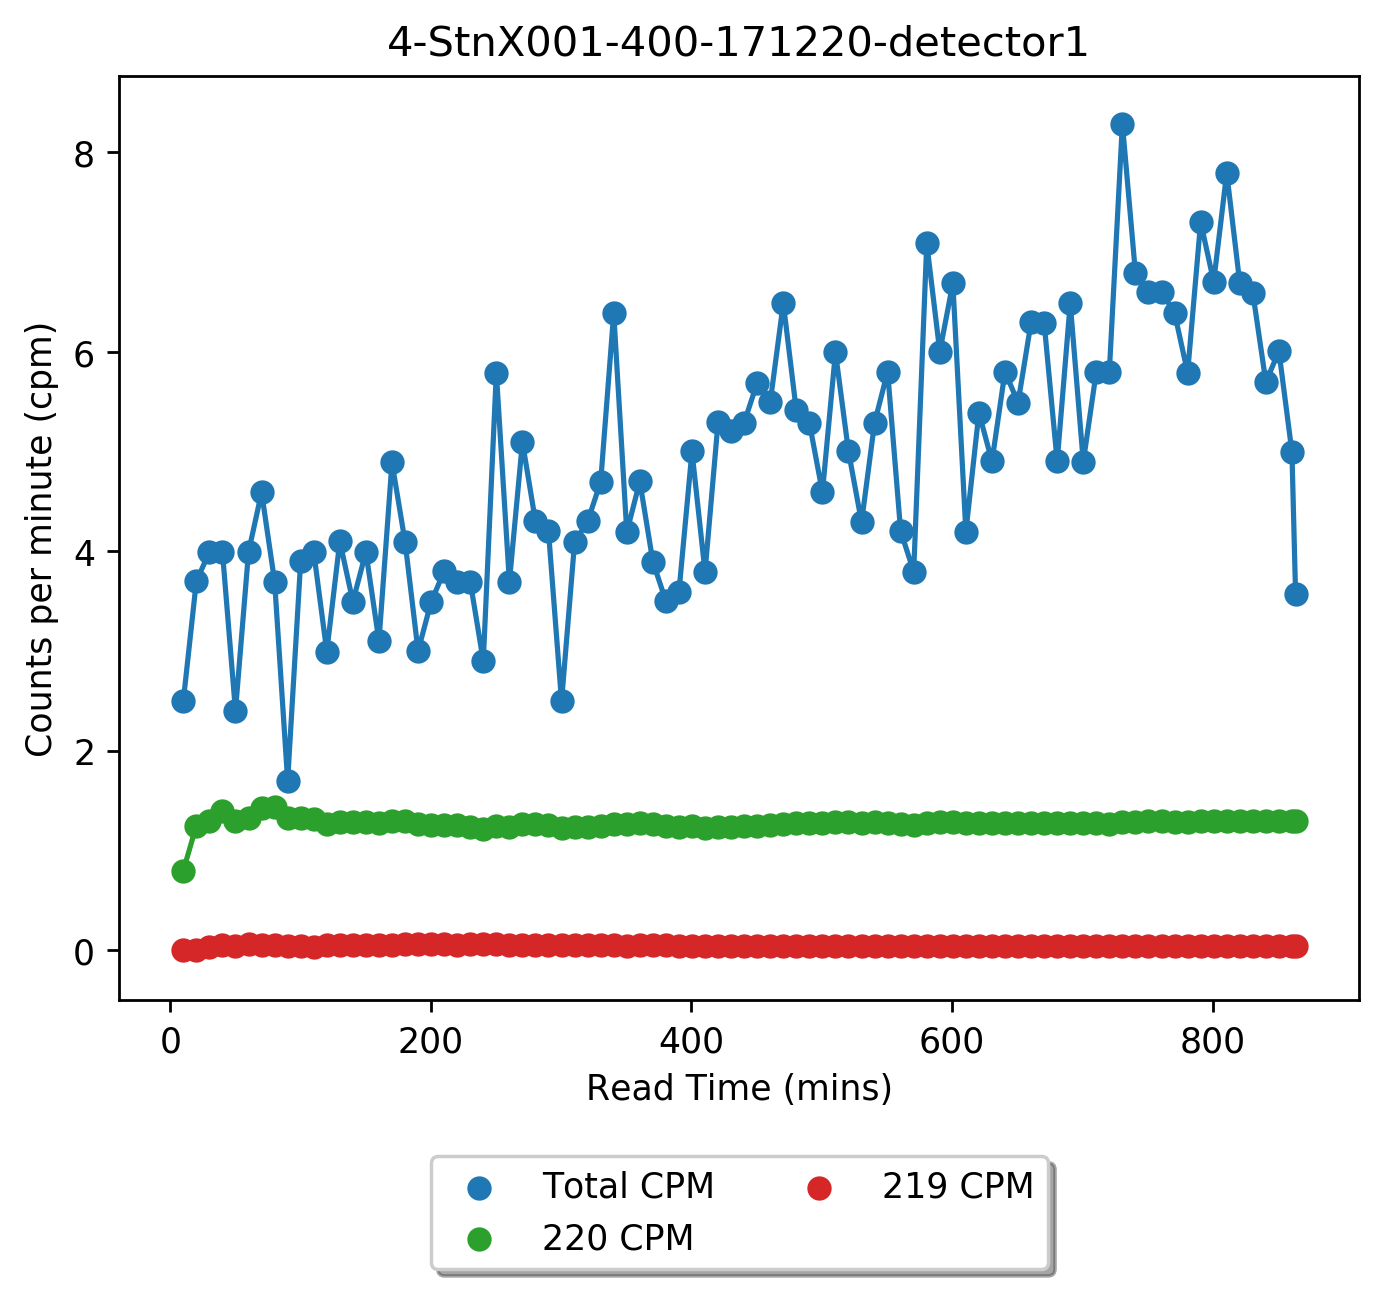 4-StnX001-400-171220-detector1
8
6
4
2
0
Counts per minute (cpm)
0 200 400 600 800
Read Time (mins)
Total CPM 219 CPM
220 CPM